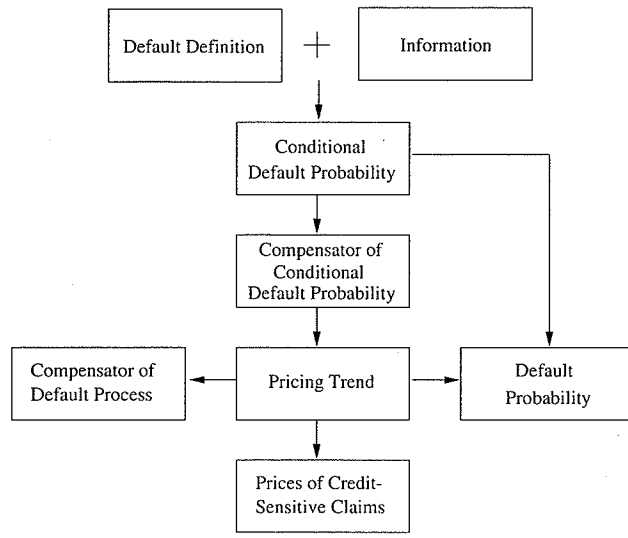 Default Definition
+
Information
Conditional
Default Probability
Compensator of
Conditional
Default Probability
Compensator of
Default Process
Pricing Trend
Default
Probability
Prices of Credit-
Sensitive Claims